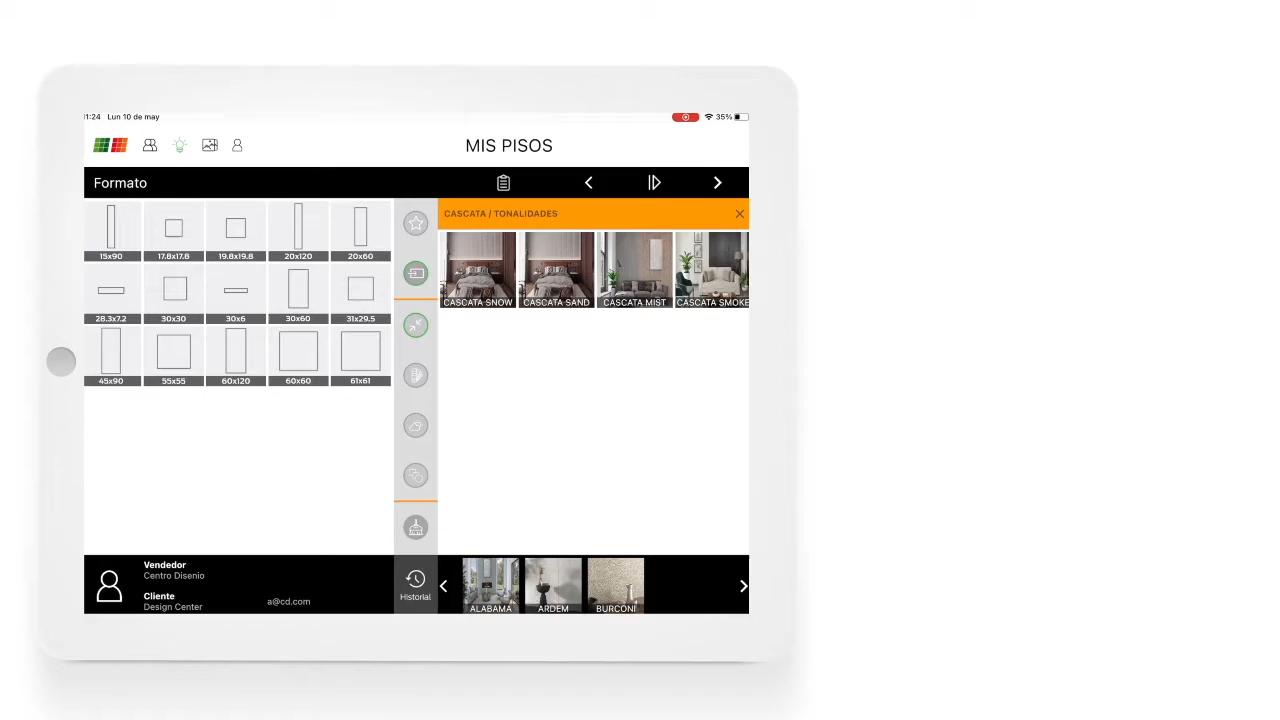 1:24 Lun 10 de may
35%
MIS PISOS
Formato
CASCATA / TONALIDADES
15x90 17.8x17.8 19.8x19.8 20x120 20x60
28.3x7.2 30x30 30x6 30x60 31x29.5
45x90 55x55 60x120 60x60 61x61
CASCATA SNOW CASCATA SAND CASCATA MIST CASCATA SMOKE
Vendedor
Centro Disenio
Cliente
Design Center a@cd.com
Historial
ALABAMA ARDEM BURCONI